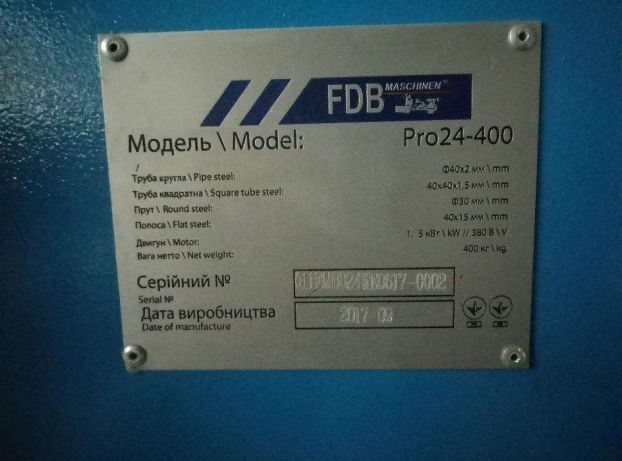 FDB MASCHINEN®
Модель \ Model: Pro24-400
Труба кругла \ Pipe steel: Ф40x2 мм \ mm
Труба квадратна \ Square tube steel: 40x40x1,5 мм \ mm
Прут \ Round steel: Ф30 мм \ mm
Полоса \ Flat steel: 40x15 мм \ mm
Двигун \ Motor: 1, 5 кВт \ kW // 380 В \ V
Вага нетто \ Net weight: 400 кг \ kg
Серійний №
Serial №
Дата виробництва 2017 09
Date of manufacture